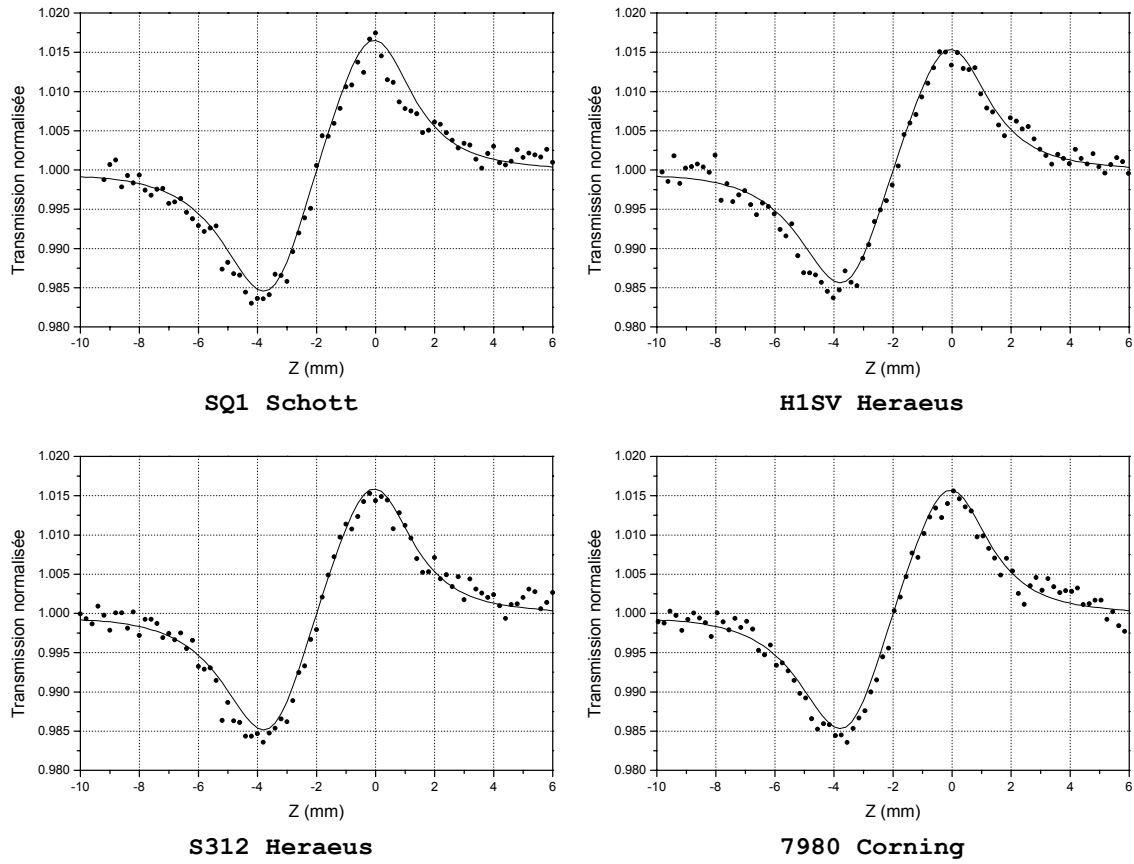 1.020
1.015
1.010
1.005
1.000
0.995
0.990
0.985
0.980
Transmission normalisée
-10 -8 -6 -4 -2 0 2 4 6
Z (mm)
SQ1 Schott
1.020
1.015
1.010
1.005
1.000
0.995
0.990
0.985
0.980
Transmission normalisée
-10 -8 -6 -4 -2 0 2 4 6
Z (mm)
H1SV Heraeus
1.020
1.015
1.010
1.005
1.000
0.995
0.990
0.985
0.980
Transmission normalisée
-10 -8 -6 -4 -2 0 2 4 6
Z (mm)
S312 Heraeus
1.020
1.015
1.010
1.005
1.000
0.995
0.990
0.985
0.980
Transmission normalisée
-10 -8 -6 -4 -2 0 2 4 6
Z (mm)
7980 Corning